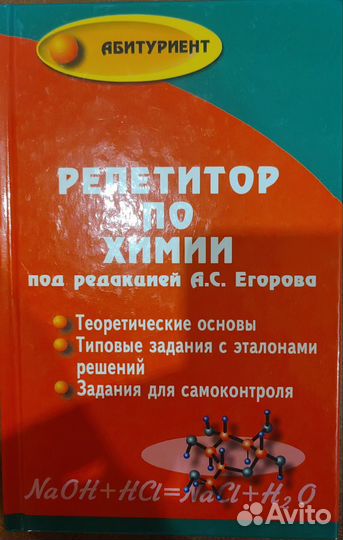 АБИТУРИЕНТ
РЕПЕТИТОР
ПО
ХИМИИ
под редакцией А.С. Егорова
Теоретические основы
Типовые задания с эталонами
решений
Задания для самоконтроля
NaOH+HCl=NaCl+H₂O
Avito